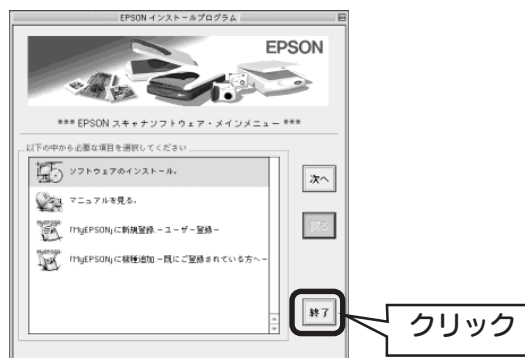 EPSON インストールプログラム
EPSON
*** EPSON スキャナソフトウェア・メインメニュー ***
以下の中から必要な項目を選択してください
ソフトウェアのインストール。
マニュアルを見る。
「MyEPSON」に新規登録.－ユーザー登録－
「MyEPSON」に機種追加.－既にご登録されている方へ－
次へ
戻る
終了
クリック